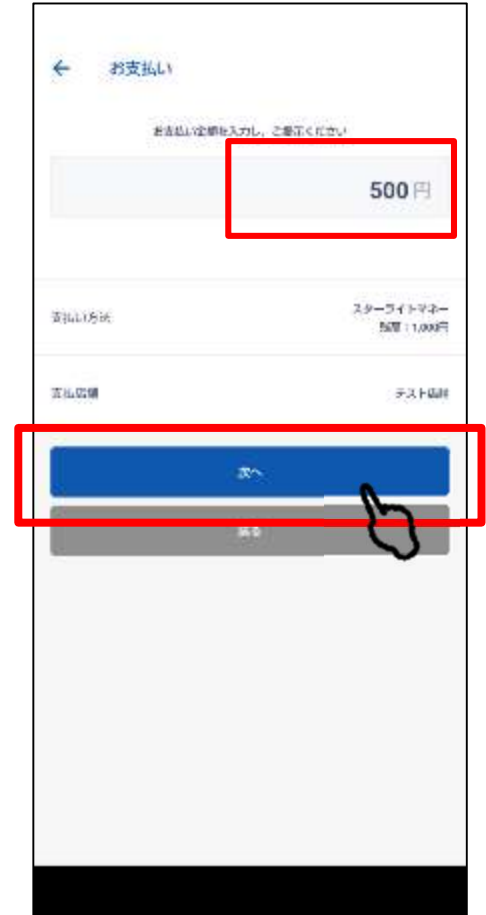 お支払い
お支払い金額を入力し、ご提示ください
500円
支払い方法
スターライトマネー
残高：1,000円
支払店舗
テスト店舗
次へ
戻る